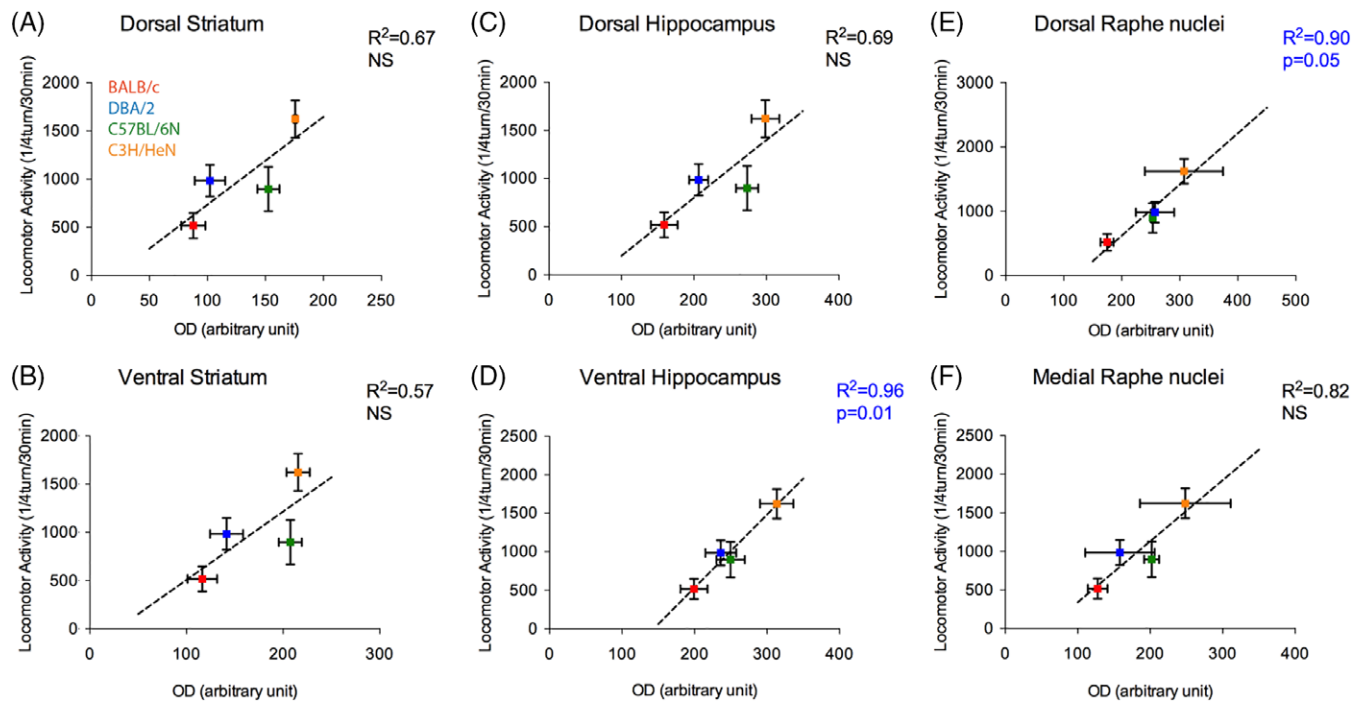 (A) Dorsal Striatum
R²=0.67
NS
Locomotor Activity (1/4turn/30min)
2000
1500
1000
500
0
BALB/c
DBA/2
C57BL/6N
C3H/HeN
0 50 100 150 200 250
OD (arbitrary unit)
(C) Dorsal Hippocampus
R²=0.69
NS
Locomotor Activity (1/4turn/30min)
2000
1500
1000
500
0
0 100 200 300 400
OD (arbitrary unit)
(E) Dorsal Raphe nuclei
R²=0.90
p=0.05
Locomotor Activity (1/4turn/30min)
3000
2000
1000
0
0 100 200 300 400 500
OD (arbitrary unit)
(B) Ventral Striatum
R²=0.57
NS
Locomotor Activity (1/4turn/30min)
2000
1500
1000
500
0
0 100 200 300
OD (arbitrary unit)
(D) Ventral Hippocampus
R²=0.96
p=0.01
Locomotor Activity (1/4turn/30min)
2500
2000
1500
1000
500
0
0 100 200 300 400
OD (arbitrary unit)
(F) Medial Raphe nuclei
R²=0.82
NS
Locomotor Activity (1/4turn/30min)
2500
2000
1500
1000
500
0
0 100 200 300 400
OD (arbitrary unit)